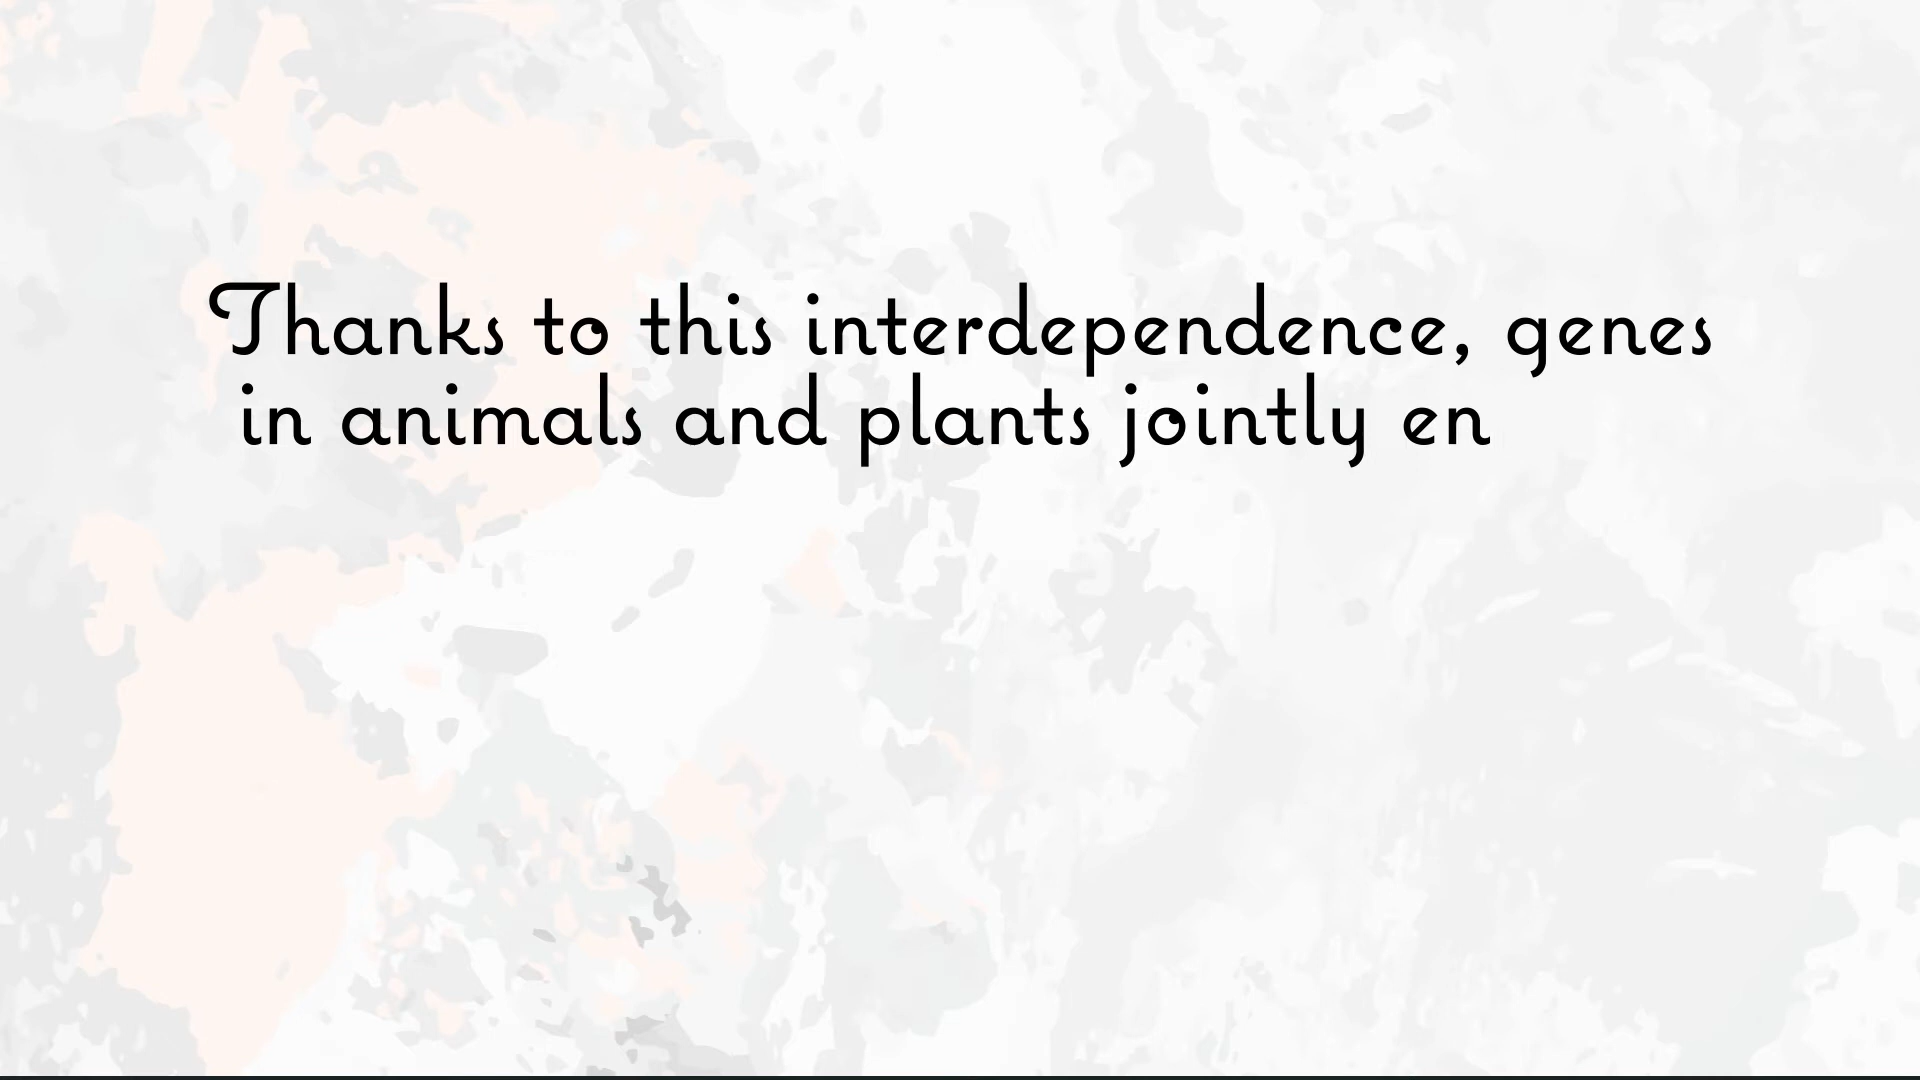 Thanks to this interdependence, genes
in animals and plants jointly en